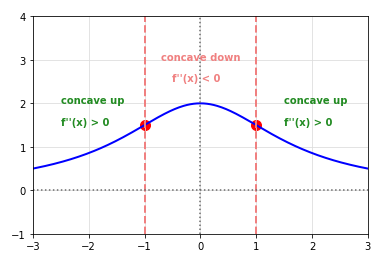 4
concave down
3
f''(x) < 0
concave up
concave up
2
f''(x) > 0
f''(x) > 0
1
0
−1
−3
−2
−1
0
1
2
3